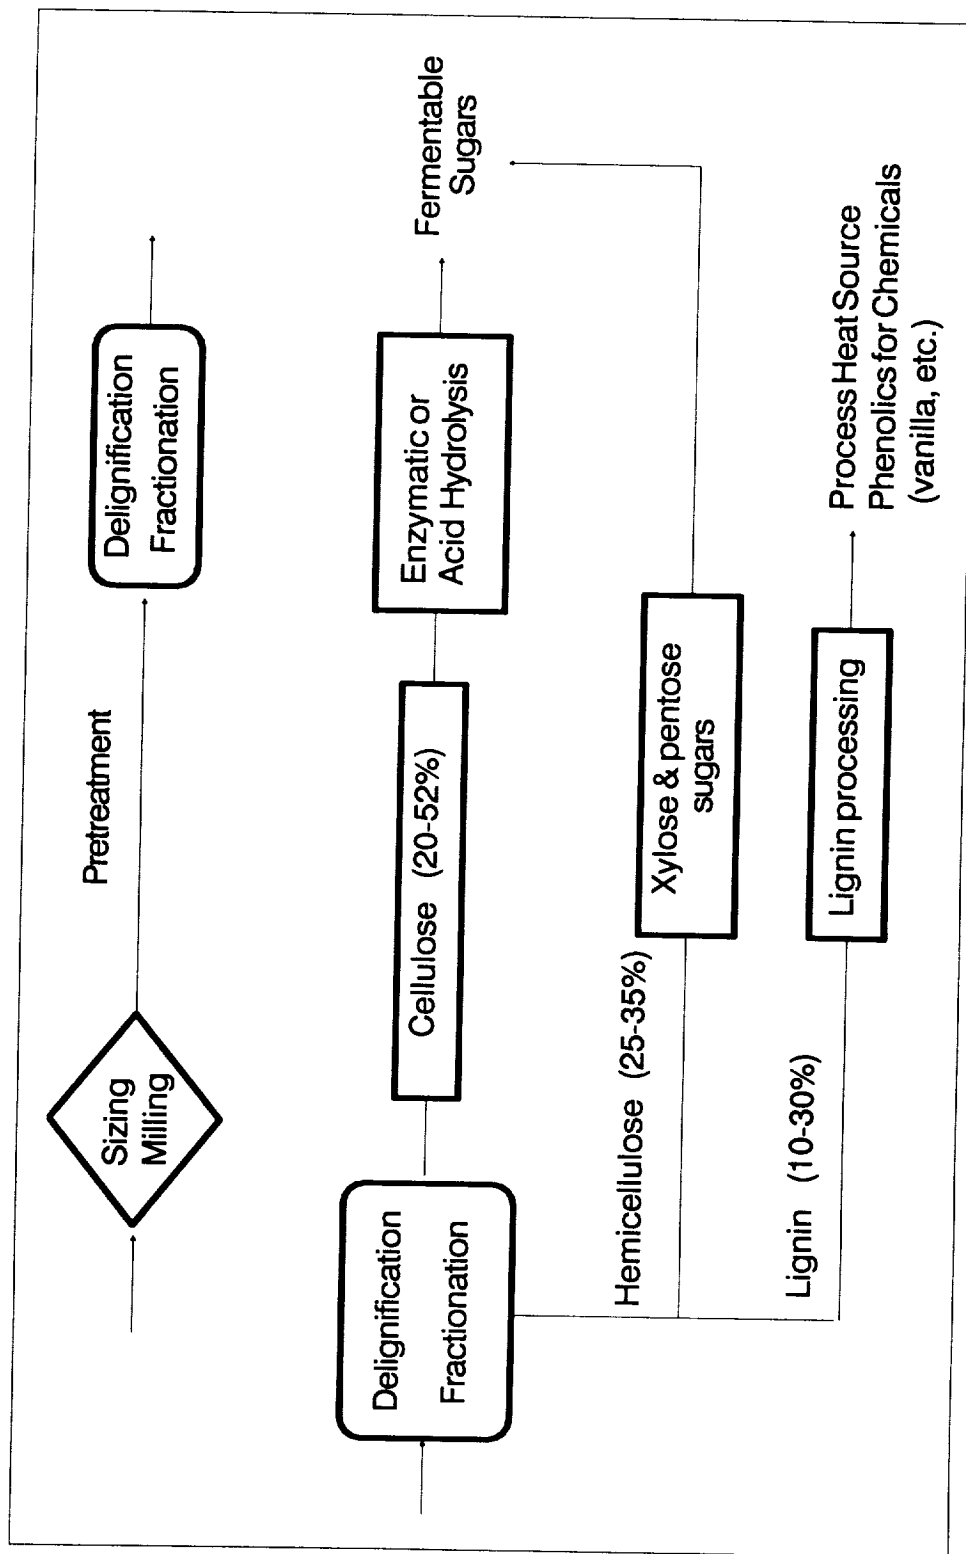 Sizing
Milling
Pretreatment
Delignification
Fractionation
Delignification
Fractionation
Cellulose (20-52%)
Enzymatic or
Acid Hydrolysis
Fermentable
Sugars
Hemicellulose (25-35%)
Xylose & pentose
sugars
Lignin (10-30%)
Lignin processing
Process Heat Source
Phenolics for Chemicals
(vanilla, etc.)